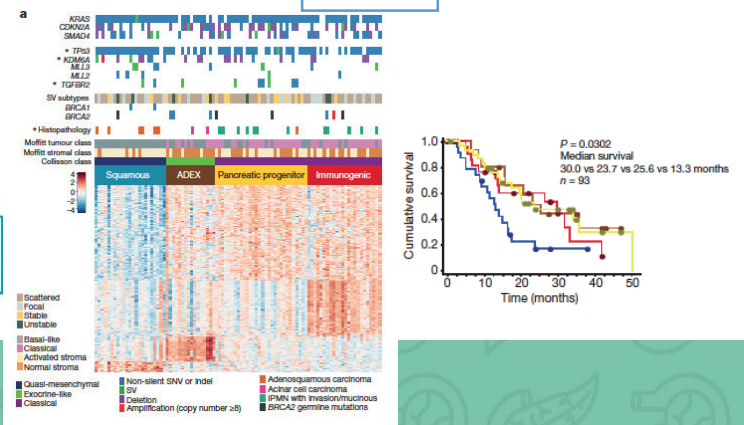 a
KRAS
CDKN2A
SMAD4
* TP53
* KDM6A
MLL3
MLL2
* TGFBR2
SV subtypes
BRCA1
BRCA2
* Histopathology
Moffitt tumour class
Moffitt stromal class
Collisson class
Squamous ADEX Pancreatic progenitor Immunogenic
4
2
0
−2
−4
Scattered
Focal
Stable
Unstable
Basal-like
Classical
Activated stroma
Normal stroma
Quasi-mesenchymal
Exocrine-like
Classical
Non-silent SNV or indel
SV
Deletion
Amplification (copy number ≥8)
Adenosquamous carcinoma
Acinar cell carcinoma
IPMN with invasion/mucinous
BRCA2 germline mutations
P = 0.0302
Median survival
30.0 vs 23.7 vs 25.6 vs 13.3 months
n = 93
Cumulative survival
1.0
0.8
0.6
0.4
0.2
0
0 10 20 30 40 50
Time (months)